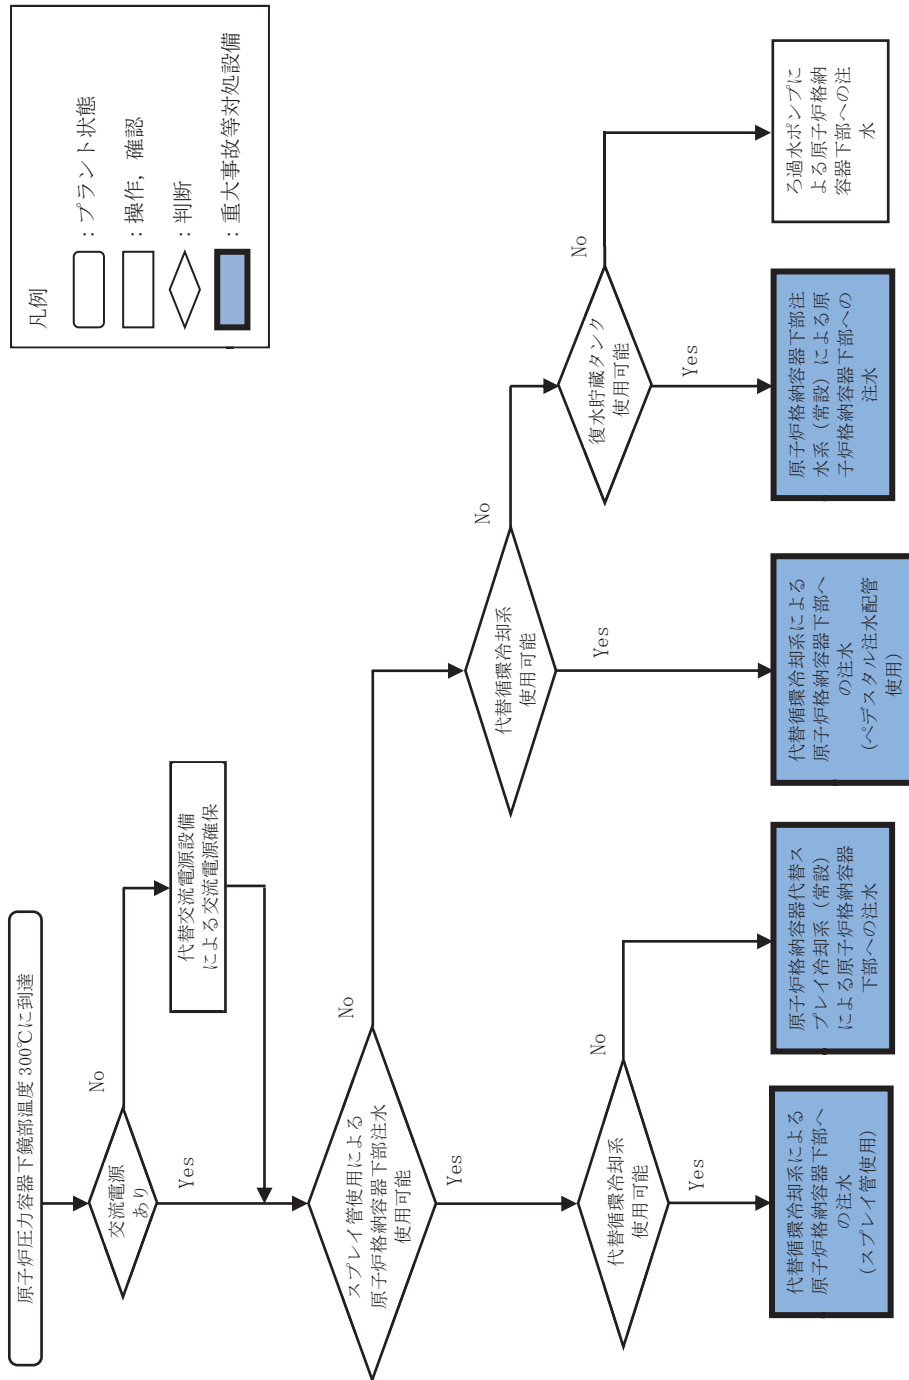 原子炉圧力容器下鏡部温度 300℃に到達
交流電源
あり
No
Yes
代替交流電源設備
による交流電源確保
スプレイ管使用による
原子炉格納容器下部注水
使用可能
No
Yes
代替循環冷却系
使用可能
No
Yes
代替循環冷却系
使用可能
No
Yes
復水貯蔵タンク
使用可能
No
Yes
代替循環冷却系による
原子炉格納容器下部へ
の注水
(スプレイ管使用)
原子炉格納容器代替ス
プレイ冷却系（常設）
による原子炉格納容器
下部への注水
代替循環冷却系による
原子炉格納容器下部へ
の注水
(ペデスタル注水配管
使用)
原子炉格納容器下部注
水系（常設）による原
子炉格納容器下部への
注水
ろ過水ポンプに
よる原子炉格納
容器下部への注
水
凡例
：プラント状態
：操作，確認
：判断
：重大事故等対処設備